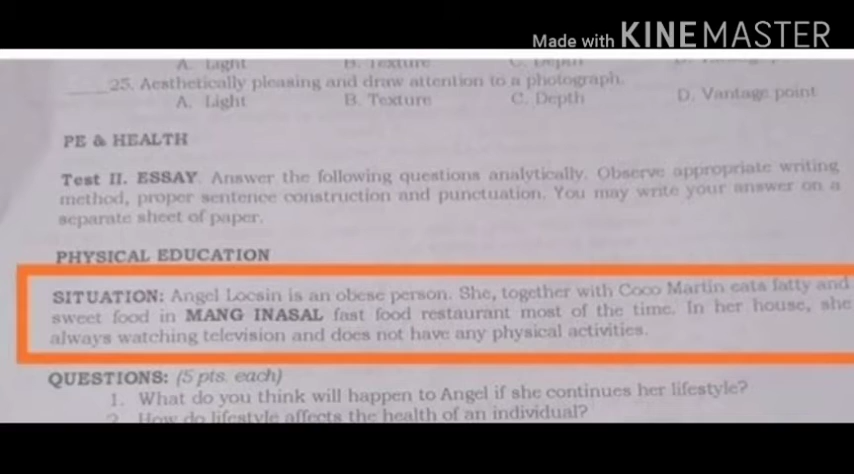 Made with KINEMASTER
A. Light B. Texture C. Depth
25. Aesthetically pleasing and draw attention to a photograph.
A. Light B. Texture C. Depth D. Vantage point
PE & HEALTH
Test II. ESSAY. Answer the following questions analytically. Observe appropriate writing
method, proper sentence construction and punctuation. You may write your answer on a
separate sheet of paper.
PHYSICAL EDUCATION
SITUATION: Angel Locsin is an obese person. She, together with Coco Martin eats fatty and
sweet food in MANG INASAL fast food restaurant most of the time. In her house, she
always watching television and does not have any physical activities.
QUESTIONS: (5 pts. each)
1. What do you think will happen to Angel if she continues her lifestyle?
2. How do lifestyle affects the health of an individual?